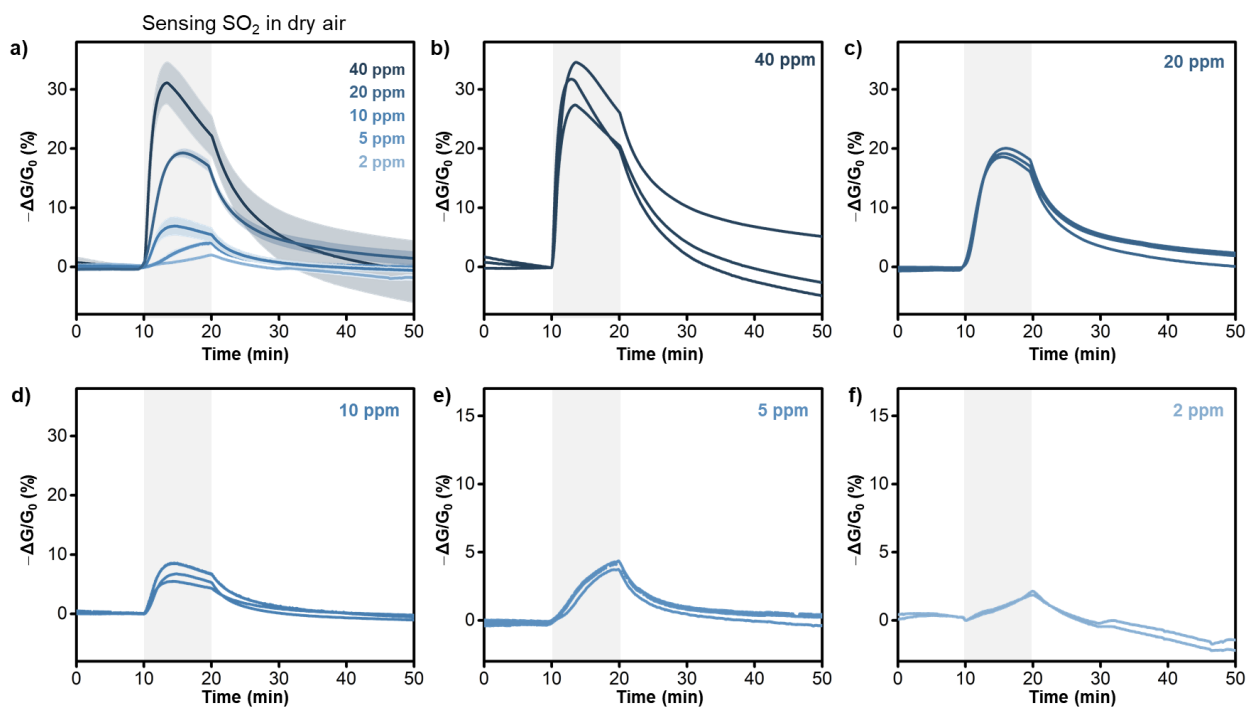 Sensing SO₂ in dry air
a)
40 ppm
20 ppm
10 ppm
5 ppm
2 ppm
30
20
10
0
−ΔG/G₀ (%)
0 10 20 30 40 50
Time (min)
b)
40 ppm
30
20
10
0
−ΔG/G₀ (%)
0 10 20 30 40 50
Time (min)
c)
20 ppm
30
20
10
0
−ΔG/G₀ (%)
0 10 20 30 40 50
Time (min)
d)
10 ppm
30
20
10
0
−ΔG/G₀ (%)
0 10 20 30 40 50
Time (min)
e)
5 ppm
15
10
5
0
−ΔG/G₀ (%)
0 10 20 30 40 50
Time (min)
f)
2 ppm
15
10
5
0
−ΔG/G₀ (%)
0 10 20 30 40 50
Time (min)